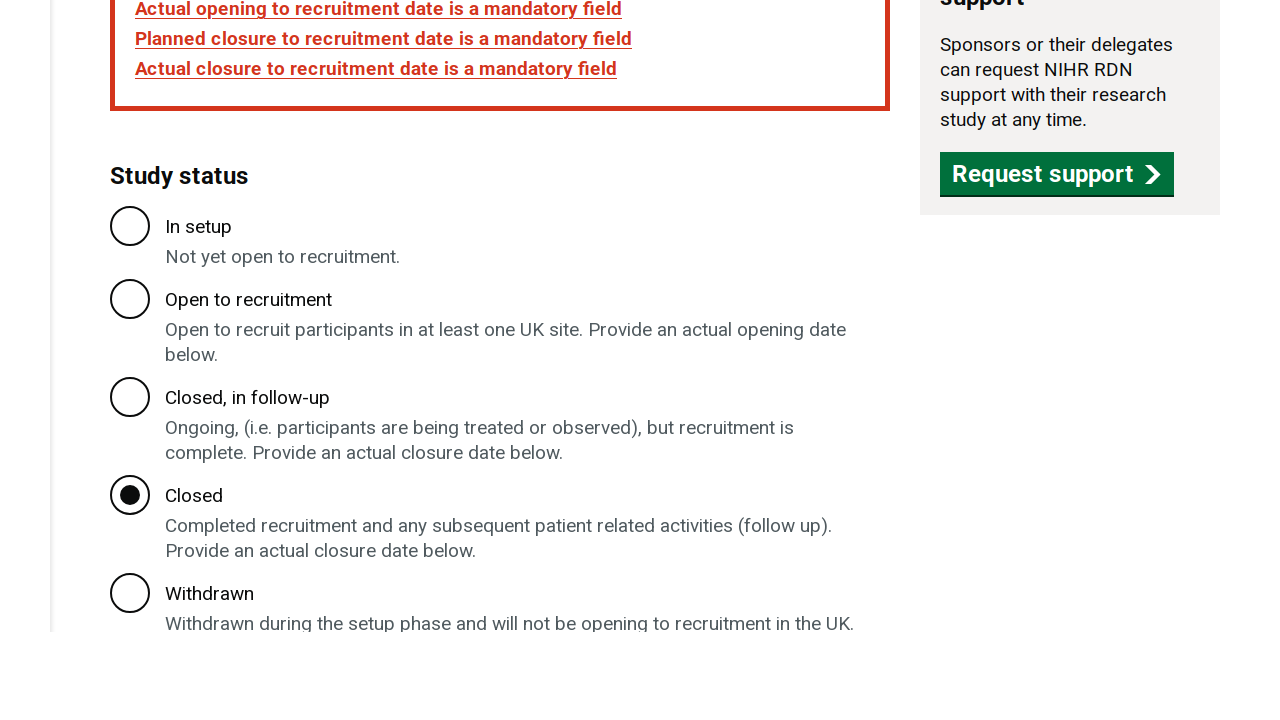 Actual opening to recruitment date is a mandatory field
Planned closure to recruitment date is a mandatory field
Actual closure to recruitment date is a mandatory field
support
Sponsors or their delegates
can request NIHR RDN
support with their research
study at any time.
Request support
Study status
In setup
Not yet open to recruitment.
Open to recruitment
Open to recruit participants in at least one UK site. Provide an actual opening date
below.
Closed, in follow-up
Ongoing, (i.e. participants are being treated or observed), but recruitment is
complete. Provide an actual closure date below.
Closed
Completed recruitment and any subsequent patient related activities (follow up).
Provide an actual closure date below.
Withdrawn
Withdrawn during the setup phase and will not be opening to recruitment in the UK.